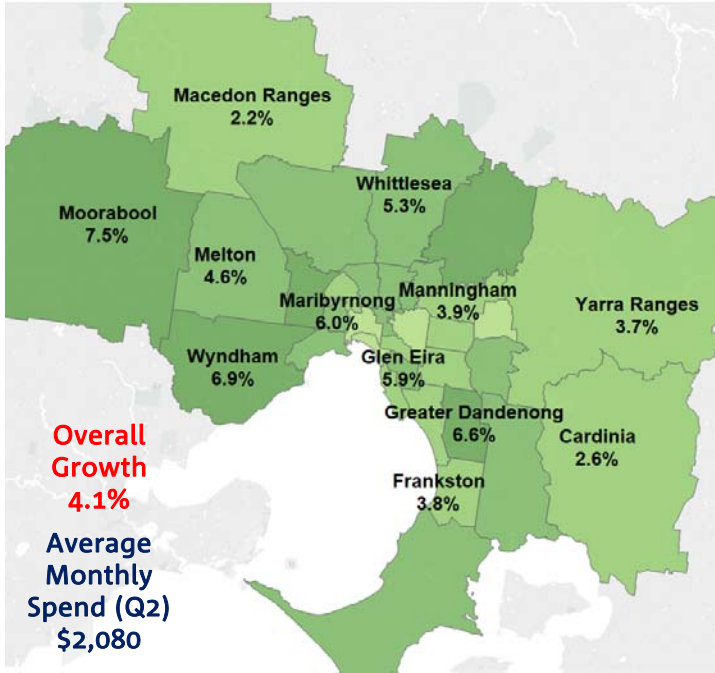 Macedon Ranges
2.2%
Whittlesea
5.3%
Moorabool
7.5%
Melton
4.6%
Manningham
3.9%
Maribyrnong
6.0%
Yarra Ranges
3.7%
Wyndham
6.9%
Glen Eira
5.9%
Greater Dandenong
6.6%
Cardinia
2.6%
Frankston
3.8%
Overall
Growth
4.1%
Average
Monthly
Spend (Q2)
$2,080